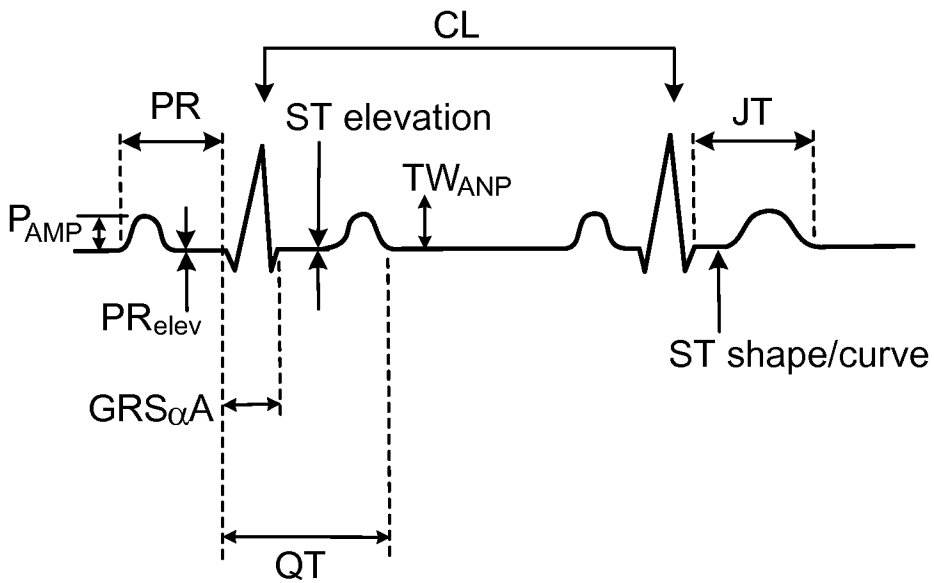 CL
PR
ST elevation
JT
TWANP
PAMP
PRelev
ST shape/curve
GRSαA
QT